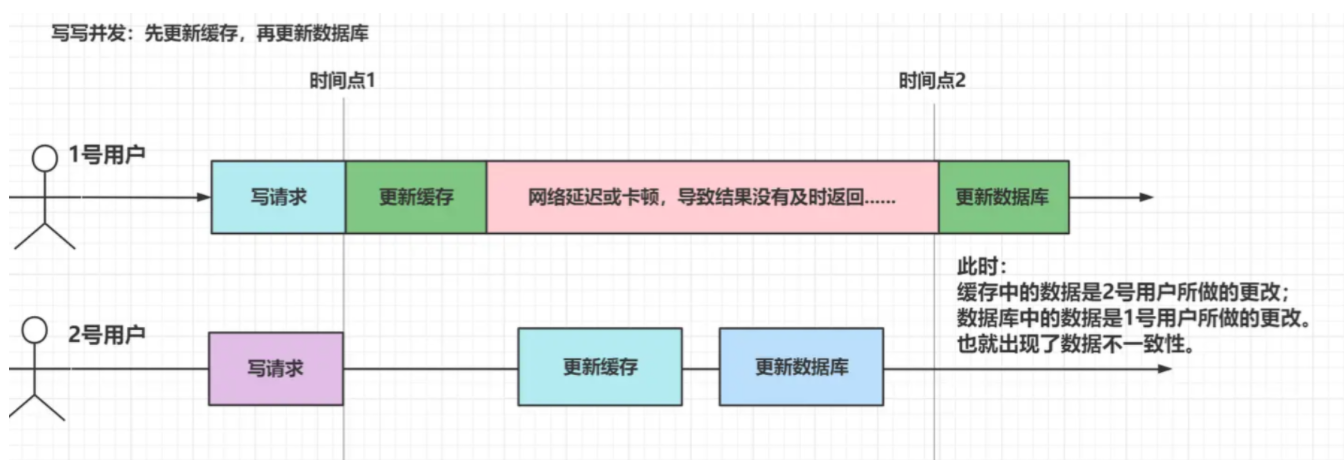 写写并发：先更新缓存，再更新数据库
时间点1
时间点2
1号用户
写请求
更新缓存
网络延迟或卡顿，导致结果没有及时返回......
更新数据库
此时：
缓存中的数据是2号用户所做的更改；
数据库中的数据是1号用户所做的更改。
也就出现了数据不一致性。
2号用户
写请求
更新缓存
更新数据库